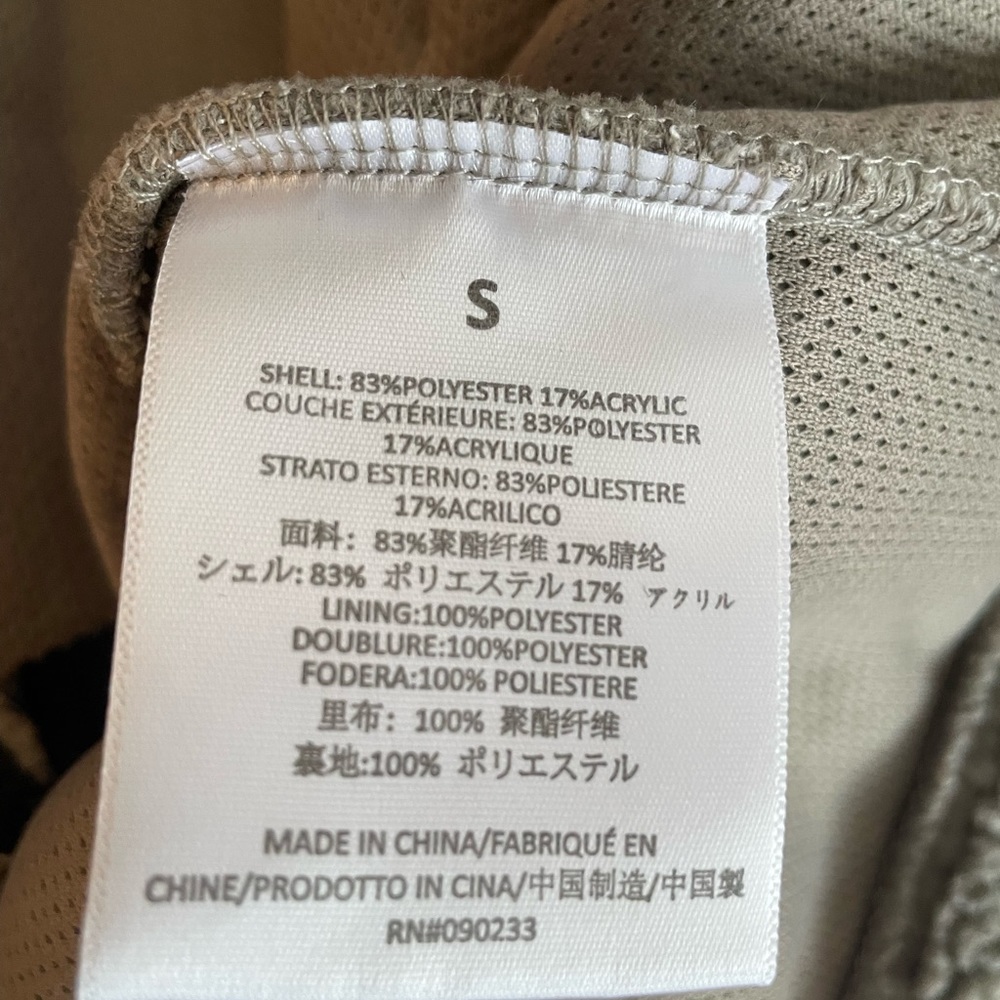 S
SHELL: 83%POLYESTER 17%ACRYLIC
COUCHE EXTÉRIEURE: 83%POLYESTER
17%ACRYLIQUE
STRATO ESTERNO: 83%POLIESTERE
17%ACRILICO
面料：83%聚酯纤维 17%腈纶
シェル:83% ポリエステル 17% アクリル
LINING:100%POLYESTER
DOUBLURE:100%POLYESTER
FODERA:100% POLIESTERE
里布：100% 聚酯纤维
裏地:100% ポリエステル
MADE IN CHINA/FABRIQUÉ EN
CHINE/PRODOTTO IN CINA/中国制造/中国製
RN#090233